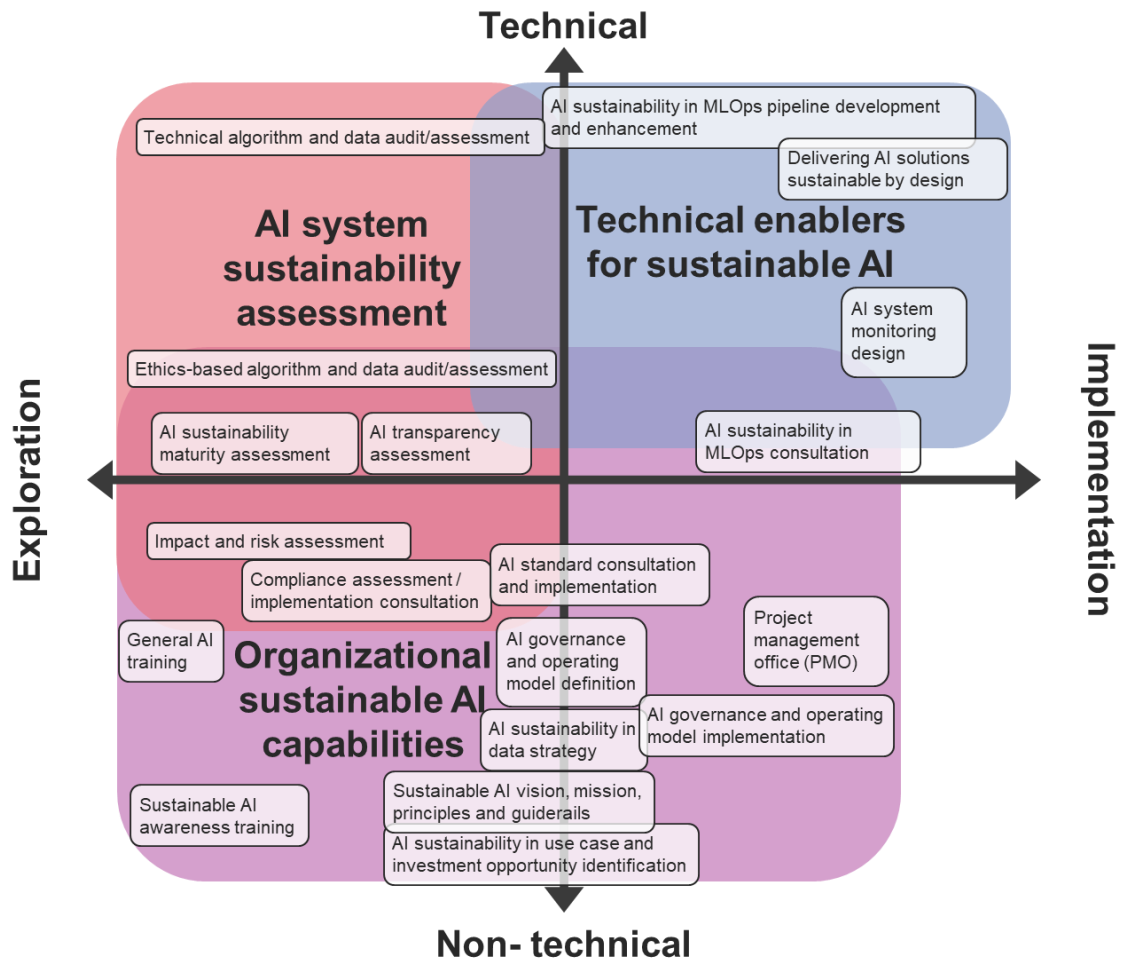 Technical
AI sustainability in MLOps pipeline development
and enhancement
Technical algorithm and data audit/assessment
Delivering AI solutions
sustainable by design
AI system
sustainability
assessment
Technical enablers
for sustainable AI
AI system
monitoring
design
Ethics-based algorithm and data audit/assessment
AI sustainability
maturity assessment
AI transparency
assessment
AI sustainability in
MLOps consultation
Exploration
Implementation
Impact and risk assessment
Compliance assessment /
implementation consultation
AI standard consultation
and implementation
General AI
training
Organizational
sustainable AI
capabilities
AI governance
and operating
model definition
Project
management
office (PMO)
AI sustainability in
data strategy
AI governance and operating
model implementation
Sustainable AI
awareness training
Sustainable AI vision, mission,
principles and guiderails
AI sustainability in use case and
investment opportunity identification
Non- technical